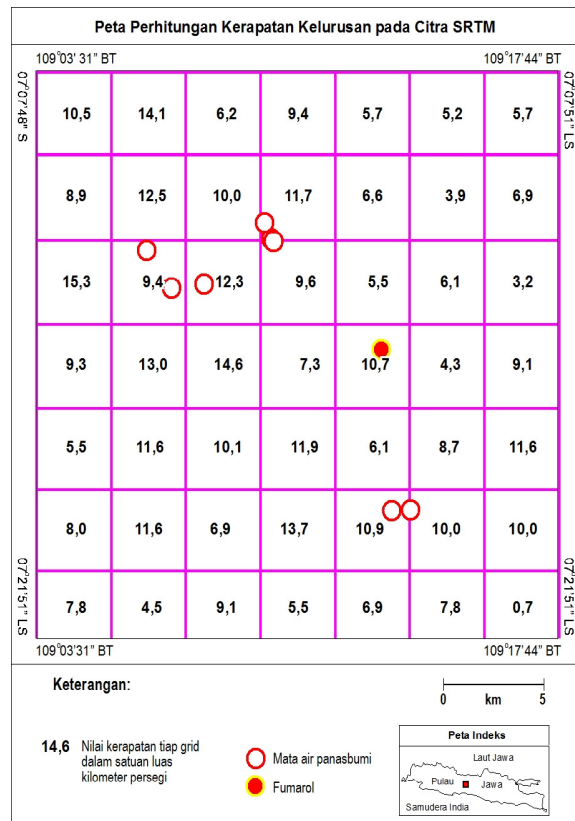 Peta Perhitungan Kerapatan Kelurusan pada Citra SRTM
109°03' 31" BT 109°17'44" BT
07°07'48" S 07°07'51" LS
10,5 14,1 6,2 9,4 5,7 5,2 5,7
8,9 12,5 10,0 11,7 6,6 3,9 6,9
15,3 9,4 12,3 9,6 5,5 6,1 3,2
9,3 13,0 14,6 7,3 10,7 4,3 9,1
5,5 11,6 10,1 11,9 6,1 8,7 11,6
8,0 11,6 6,9 13,7 10,9 10,0 10,0
7,8 4,5 9,1 5,5 6,9 7,8 0,7
07°21'51" LS 07°21'51" LS
109°03'31" BT 109°17'44" BT
Keterangan:
0 km 5
14,6 Nilai kerapatan tiap grid
dalam satuan luas
kilometer persegi
Mata air panasbumi
Fumarol
Peta Indeks
Laut Jawa
Pulau Jawa
Samudera India